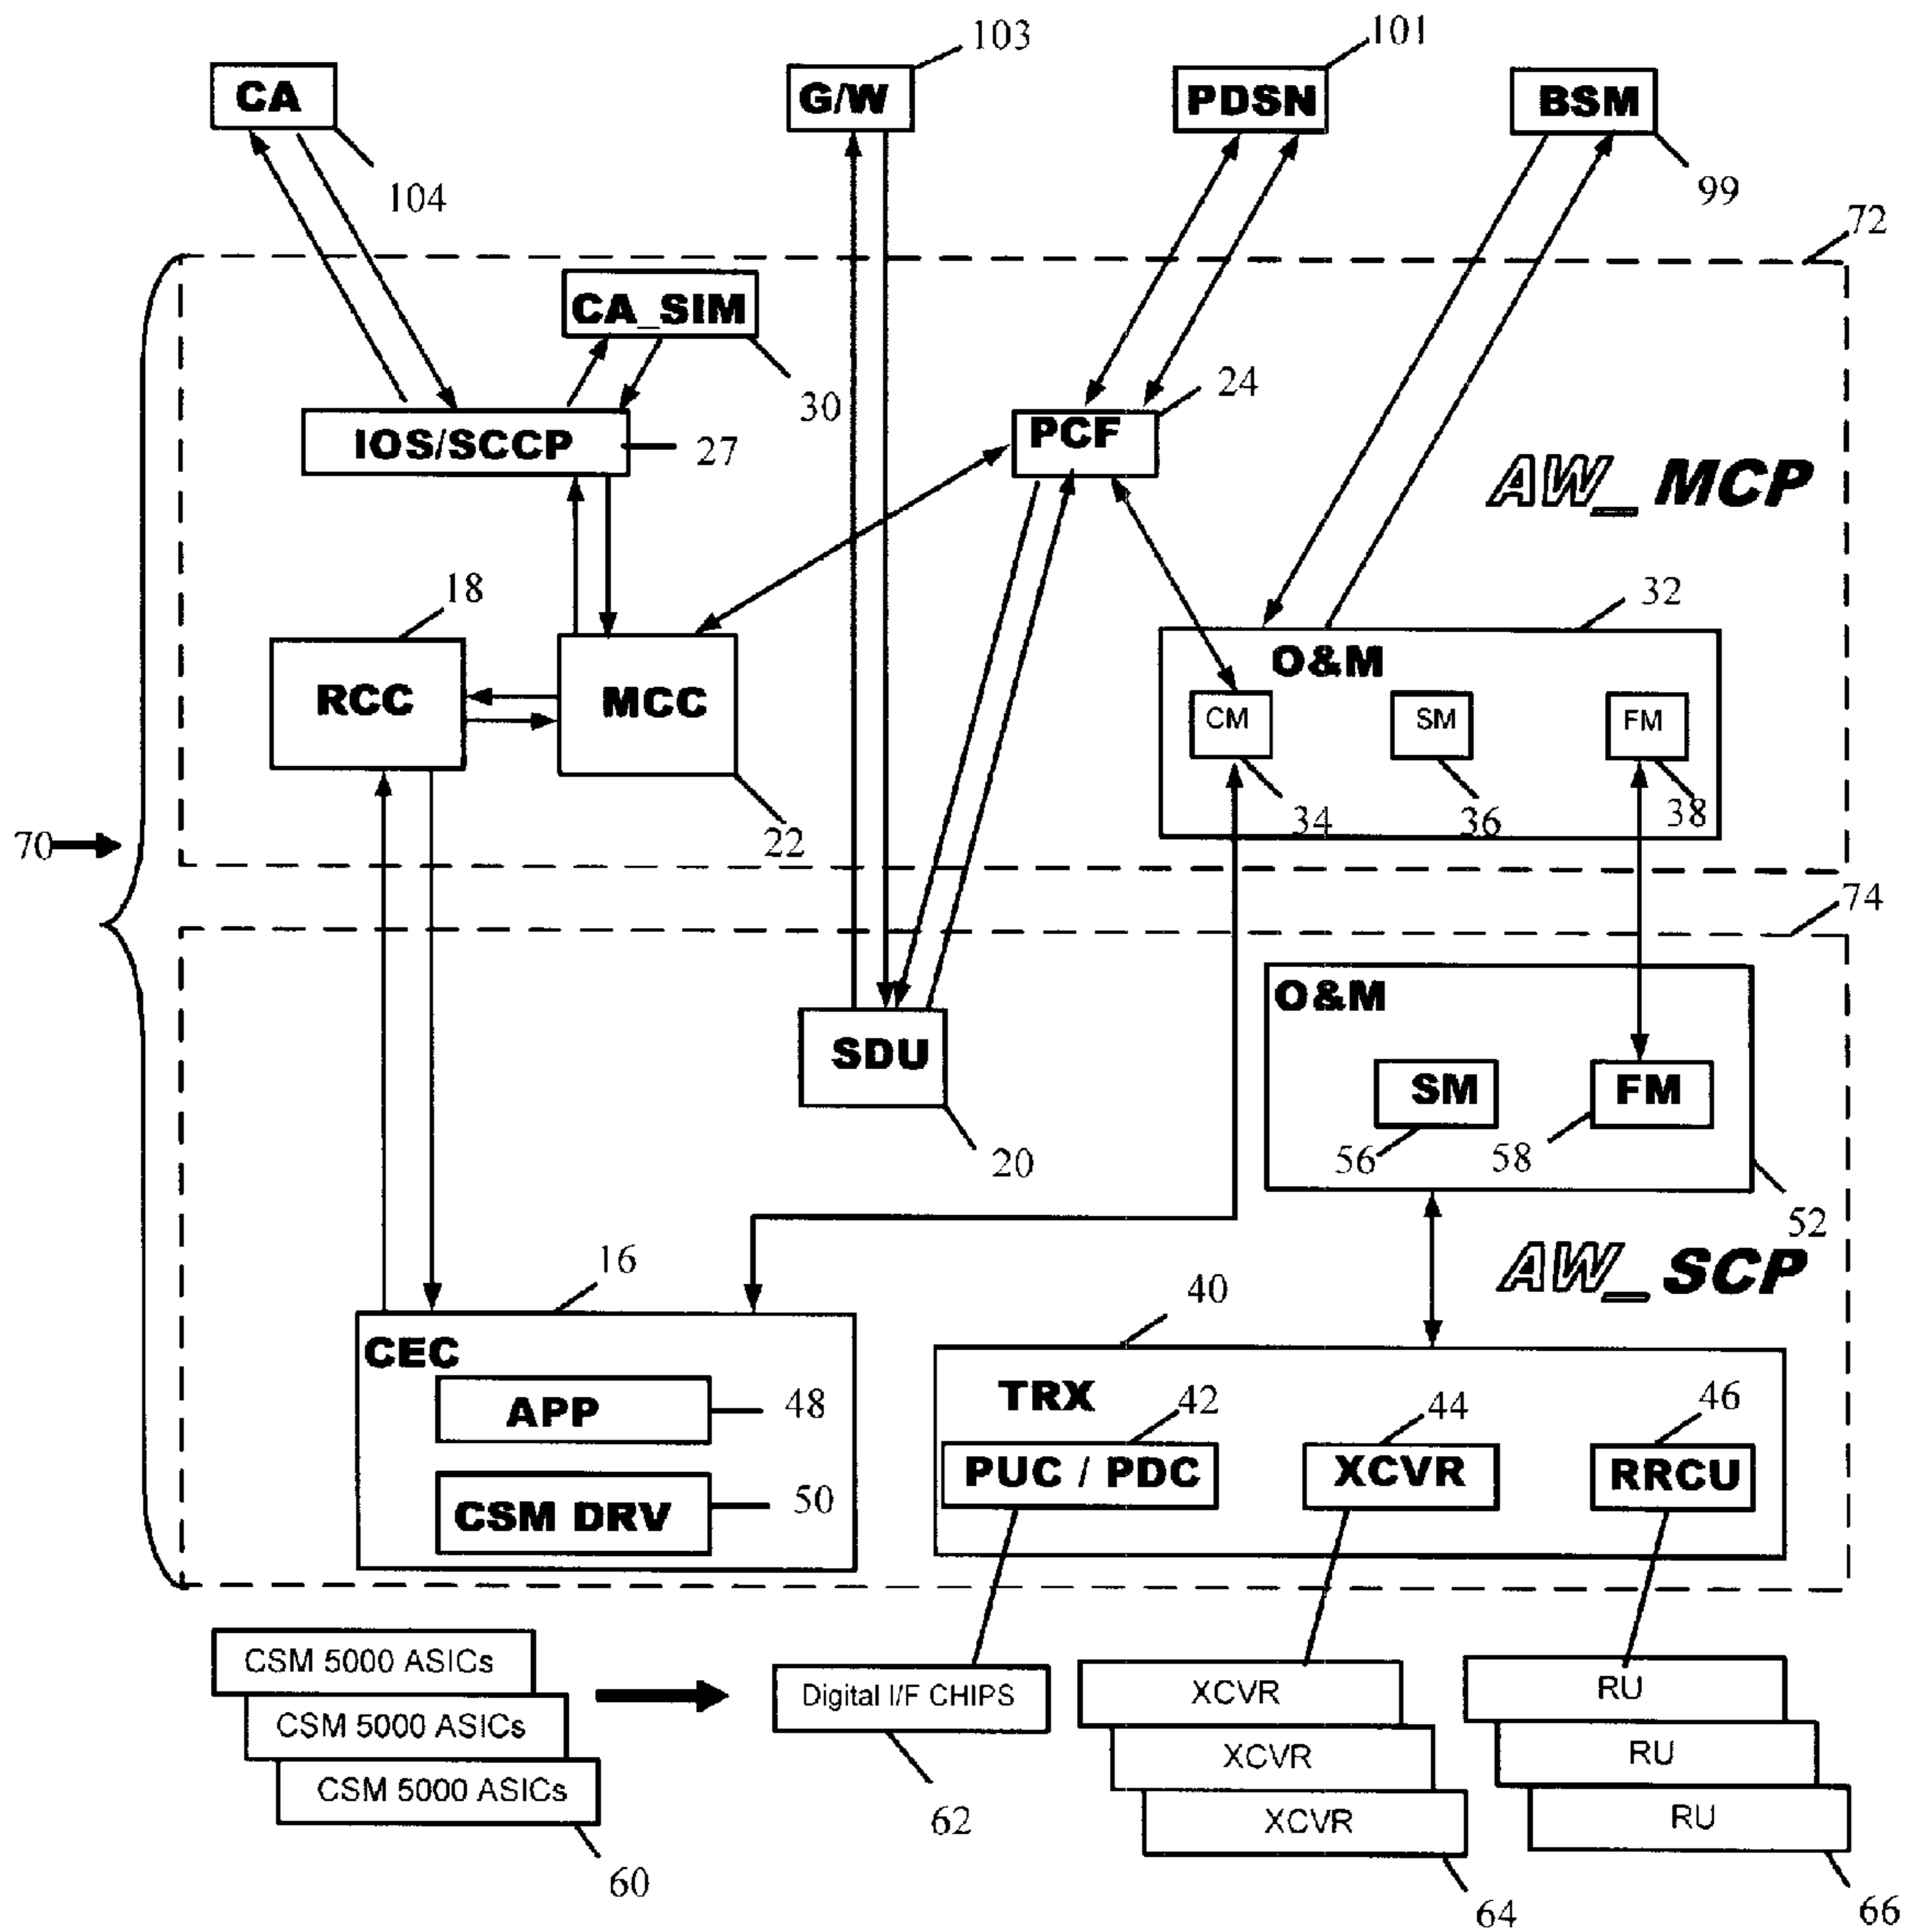 103
101
CA
G/W
PDSN
BSM
104
99
72
CA_SIM
30
24
IOS/SCCP
27
PCF
AW_MCP
18
32
RCC
MCC
O&M
CM
SM
FM
34
36
38
22
70
74
O&M
SDU
SM
FM
56
58
20
52
16
AW_SCP
40
CEC
APP
48
TRX
42
44
46
CSM DRV
50
PUC / PDC
XCVR
RRCU
CSM 5000 ASICs
CSM 5000 ASICs
CSM 5000 ASICs
60
Digital I/F CHIPS
62
XCVR
XCVR
XCVR
64
RU
RU
RU
66